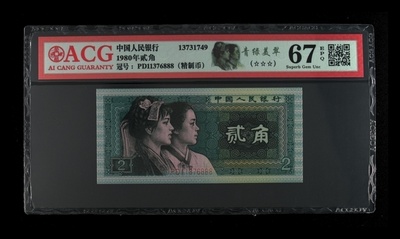 ACG
AI CANG GUARANTY
中国人民银行 13731749
1980年贰角
冠号：PD11376888（精制币）
青绿美翠
(☆☆☆)
67 EPQ
Superb Gem Unc
中国人民银行
贰角
2 2